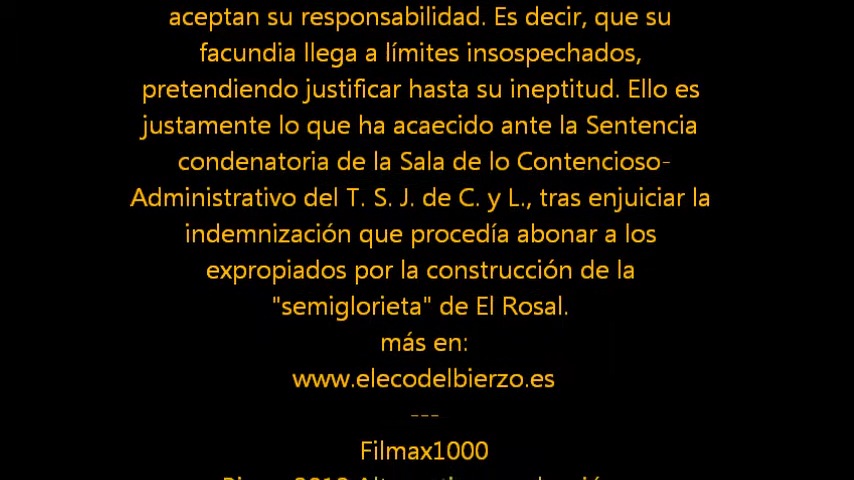 aceptan su responsabilidad. Es decir, que su
facundia llega a límites insospechados,
pretendiendo justificar hasta su ineptitud. Ello es
justamente lo que ha acaecido ante la Sentencia
condenatoria de la Sala de lo Contencioso-
Administrativo del T. S. J. de C. y L., tras enjuiciar la
indemnización que procedía abonar a los
expropiados por la construcción de la
"semiglorieta" de El Rosal.
más en:
www.elecodelbierzo.es
---
Filmax1000